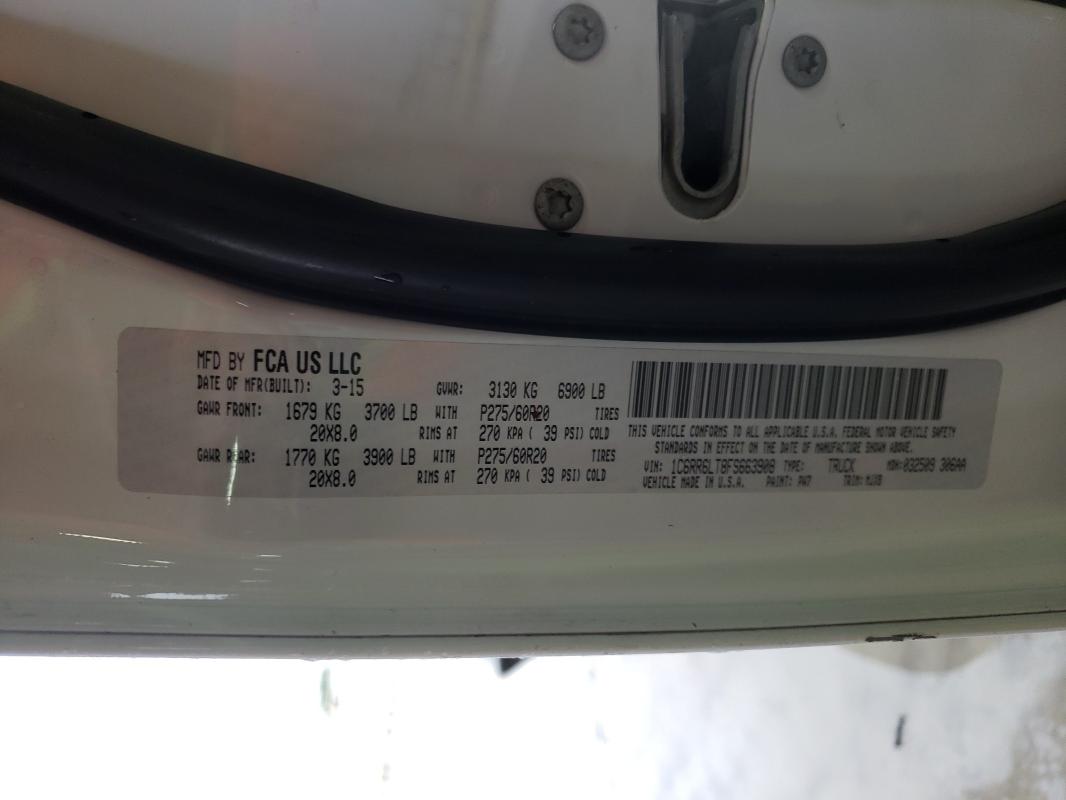 MFD BY FCA US LLC
DATE OF MFR(BUILT): 3-15 GVWR: 3130 KG 6900 LB
GAWR FRONT: 1679 KG 3700 LB WITH P275/60R20 TIRES
20X8.0 RIMS AT 270 KPA ( 39 PSI) COLD
GAWR REAR: 1770 KG 3900 LB WITH P275/60R20 TIRES
20X8.0 RIMS AT 270 KPA ( 39 PSI) COLD
THIS VEHICLE CONFORMS TO ALL APPLICABLE U.S.A. FEDERAL MOTOR VEHICLE SAFETY
STANDARDS IN EFFECT ON THE DATE OF MANUFACTURE SHOWN ABOVE.
VIN: 1C6RR6LT8FS663908 TYPE: TRUCK MDH: 032509 306AA
VEHICLE MADE IN U.S.A. PAINT: PW7 TRIM: